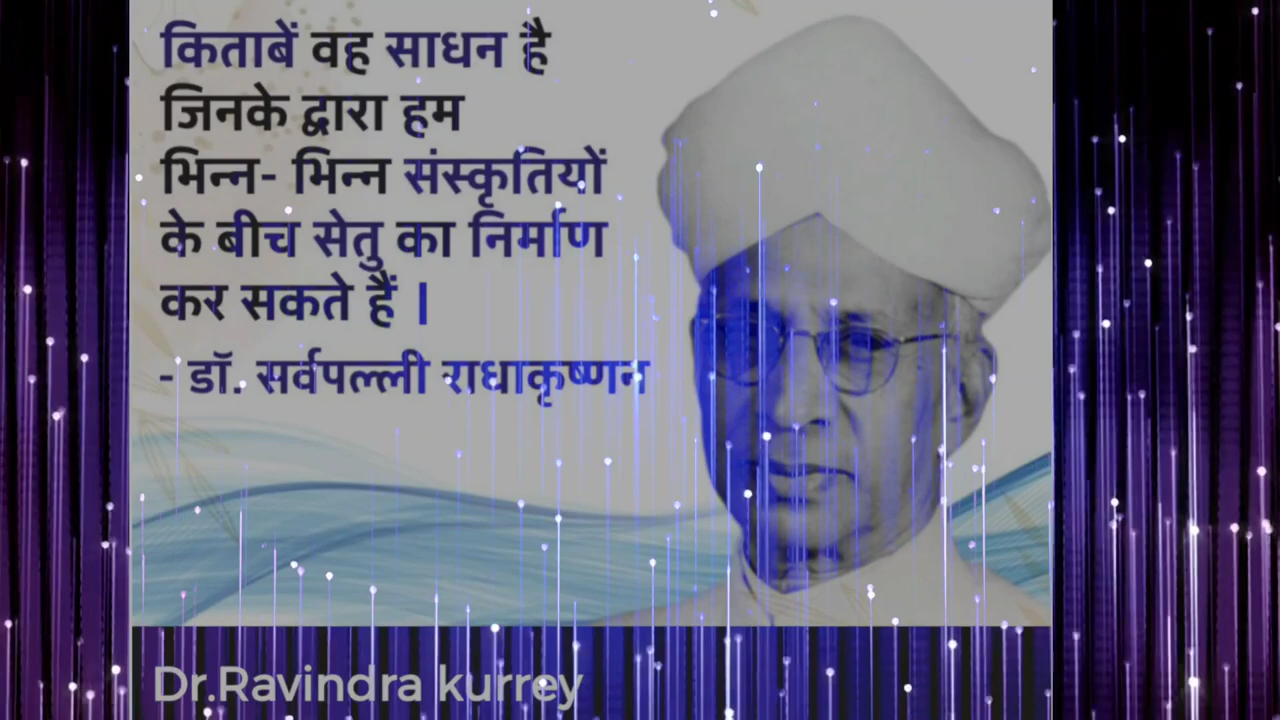 किताबें वह साधन है
जिनके द्वारा हम
भिन्न- भिन्न संस्कृतियों
के बीच सेतु का निर्माण
कर सकते हैं |
- डॉ. सर्वपल्ली राधाकृष्णन
Dr.Ravindra kurrey